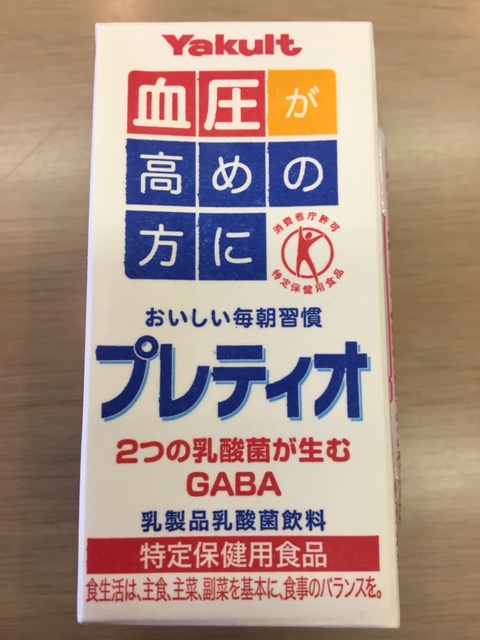 Yakult
血圧が
高めの
方に
消費者庁許可
特定保健用食品
おいしい毎朝習慣
プレティオ
2つの乳酸菌が生む
GABA
乳製品乳酸菌飲料
特定保健用食品
食生活は、主食、主菜、副菜を基本に、食事のバランスを。